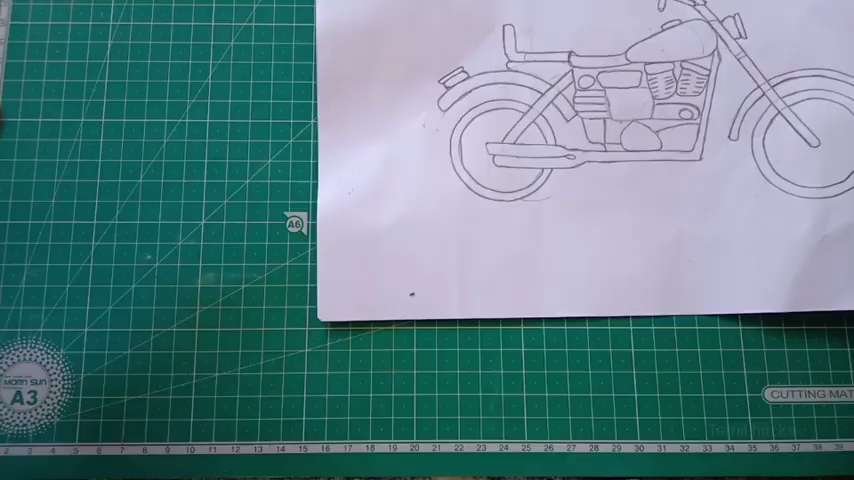 A6
MORN SUN
A3
CUTTING MAT
2 3 4 5 6 7 8 9 10 11 12 13 14 15 16 17 18 19 20 21 22 23 24 25 26 27 28 29 30 31 32 33 34 35 36 37 38 39